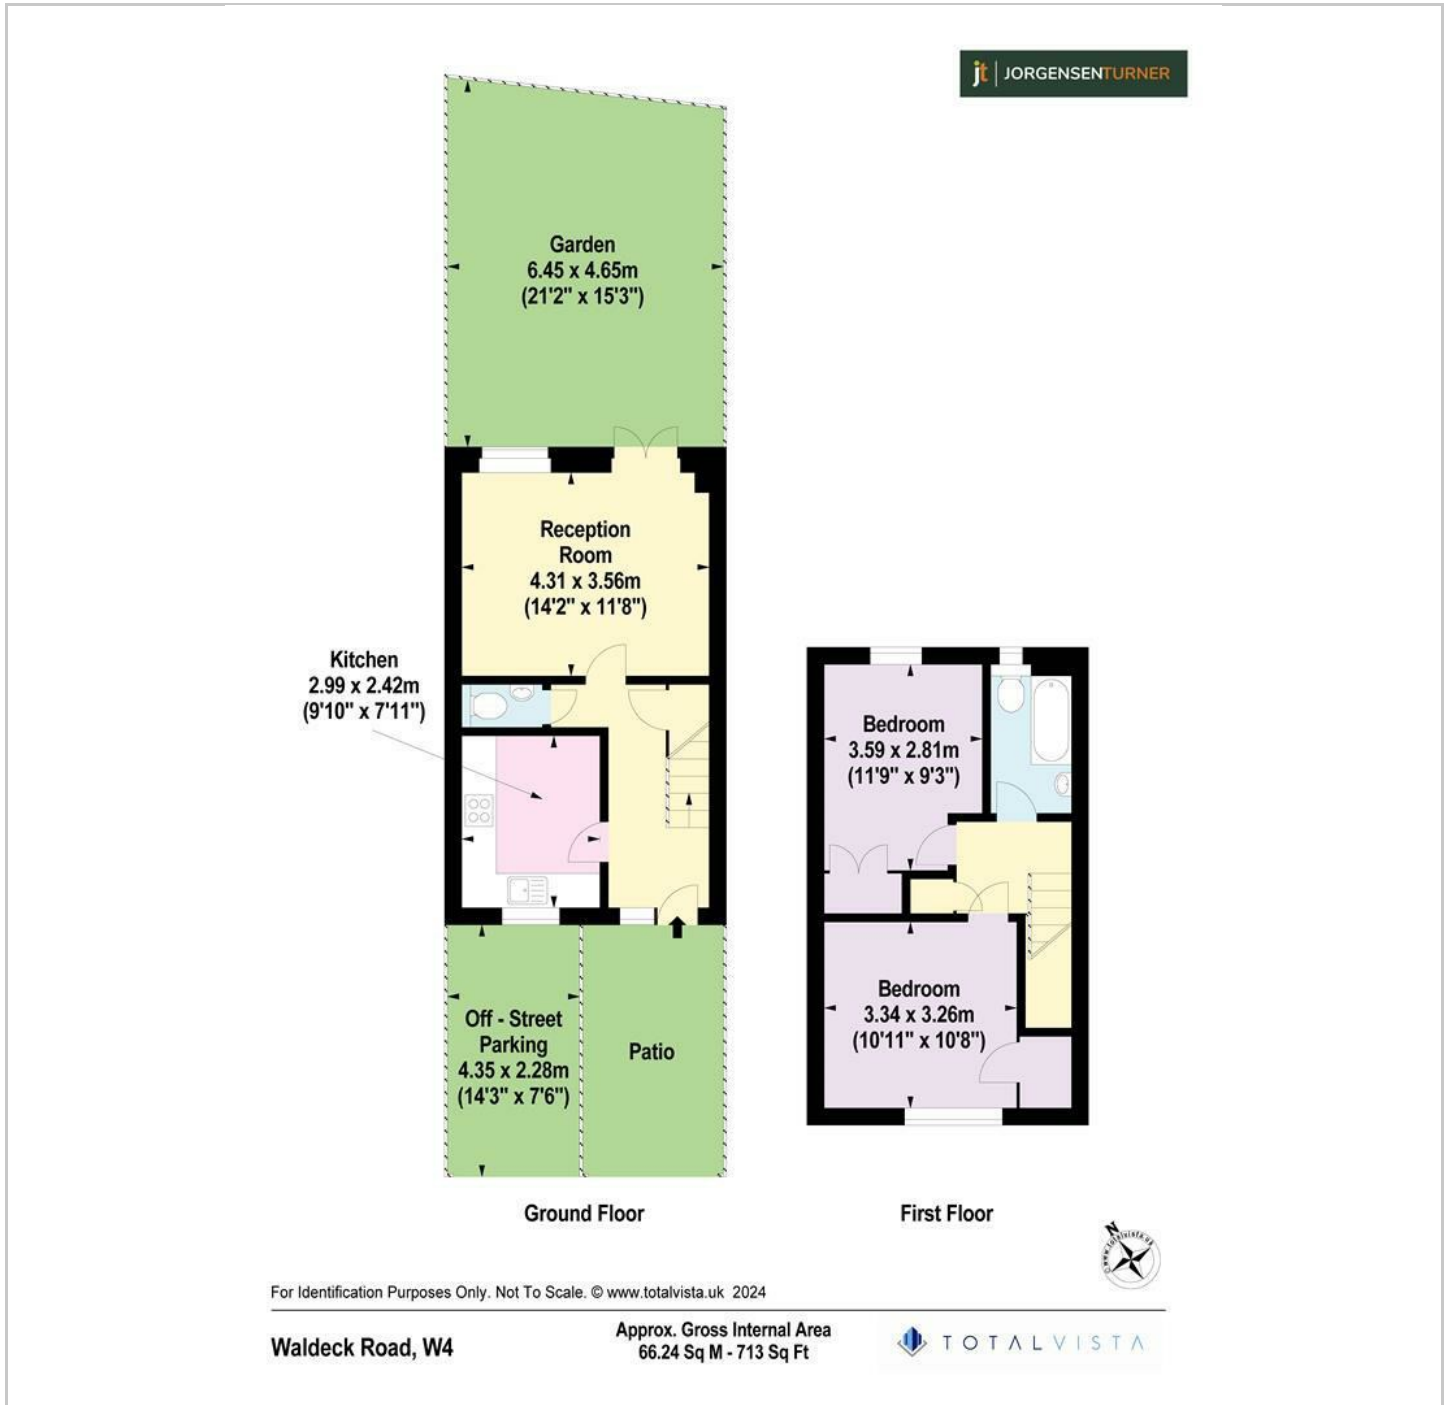 jt JORGENSENTURNER
Garden
6.45 x 4.65m
(21'2" x 15'3")
Reception
Room
4.31 x 3.56m
(14'2" x 11'8")
Kitchen
2.99 x 2.42m
(9'10" x 7'11")
Bedroom
3.59 x 2.81m
(11'9" x 9'3")
Bedroom
3.34 x 3.26m
(10'11" x 10'8")
Off - Street
Parking
4.35 x 2.28m
(14'3" x 7'6")
Patio
Ground Floor
First Floor
N
© www.totalvista.uk
For Identification Purposes Only. Not To Scale. © www.totalvista.uk 2024
Waldeck Road, W4
Approx. Gross Internal Area
66.24 Sq M - 713 Sq Ft
TOTALVISTA